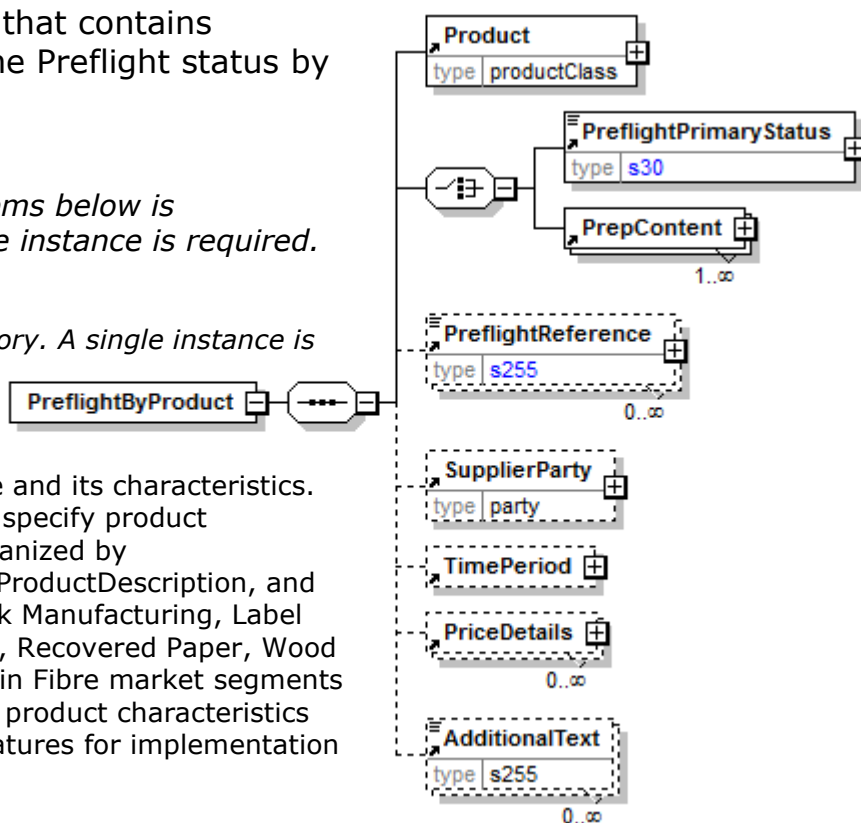 that contains
he Preflight status by
ms below is
e instance is required.
ory. A single instance is
e and its characteristics.
specify product
anized by
ProductDescription, and
k Manufacturing, Label
, Recovered Paper, Wood
in Fibre market segments
product characteristics
atures for implementation
PreflightByProduct
Product
type productClass
PreflightPrimaryStatus
type s30
PrepContent
1..∞
PreflightReference
type s255
0..∞
SupplierParty
type party
TimePeriod
PriceDetails
0..∞
AdditionalText
type s255
0..∞